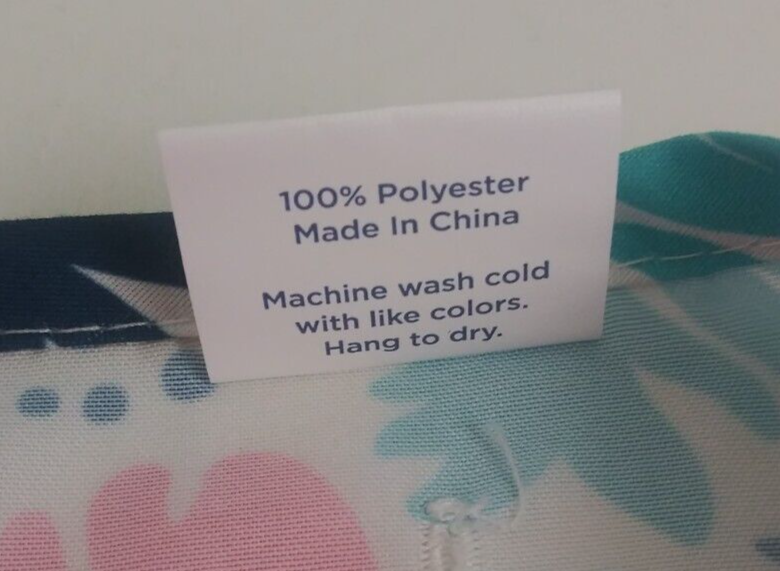 100% Polyester
Made In China
Machine wash cold
with like colors.
Hang to dry.